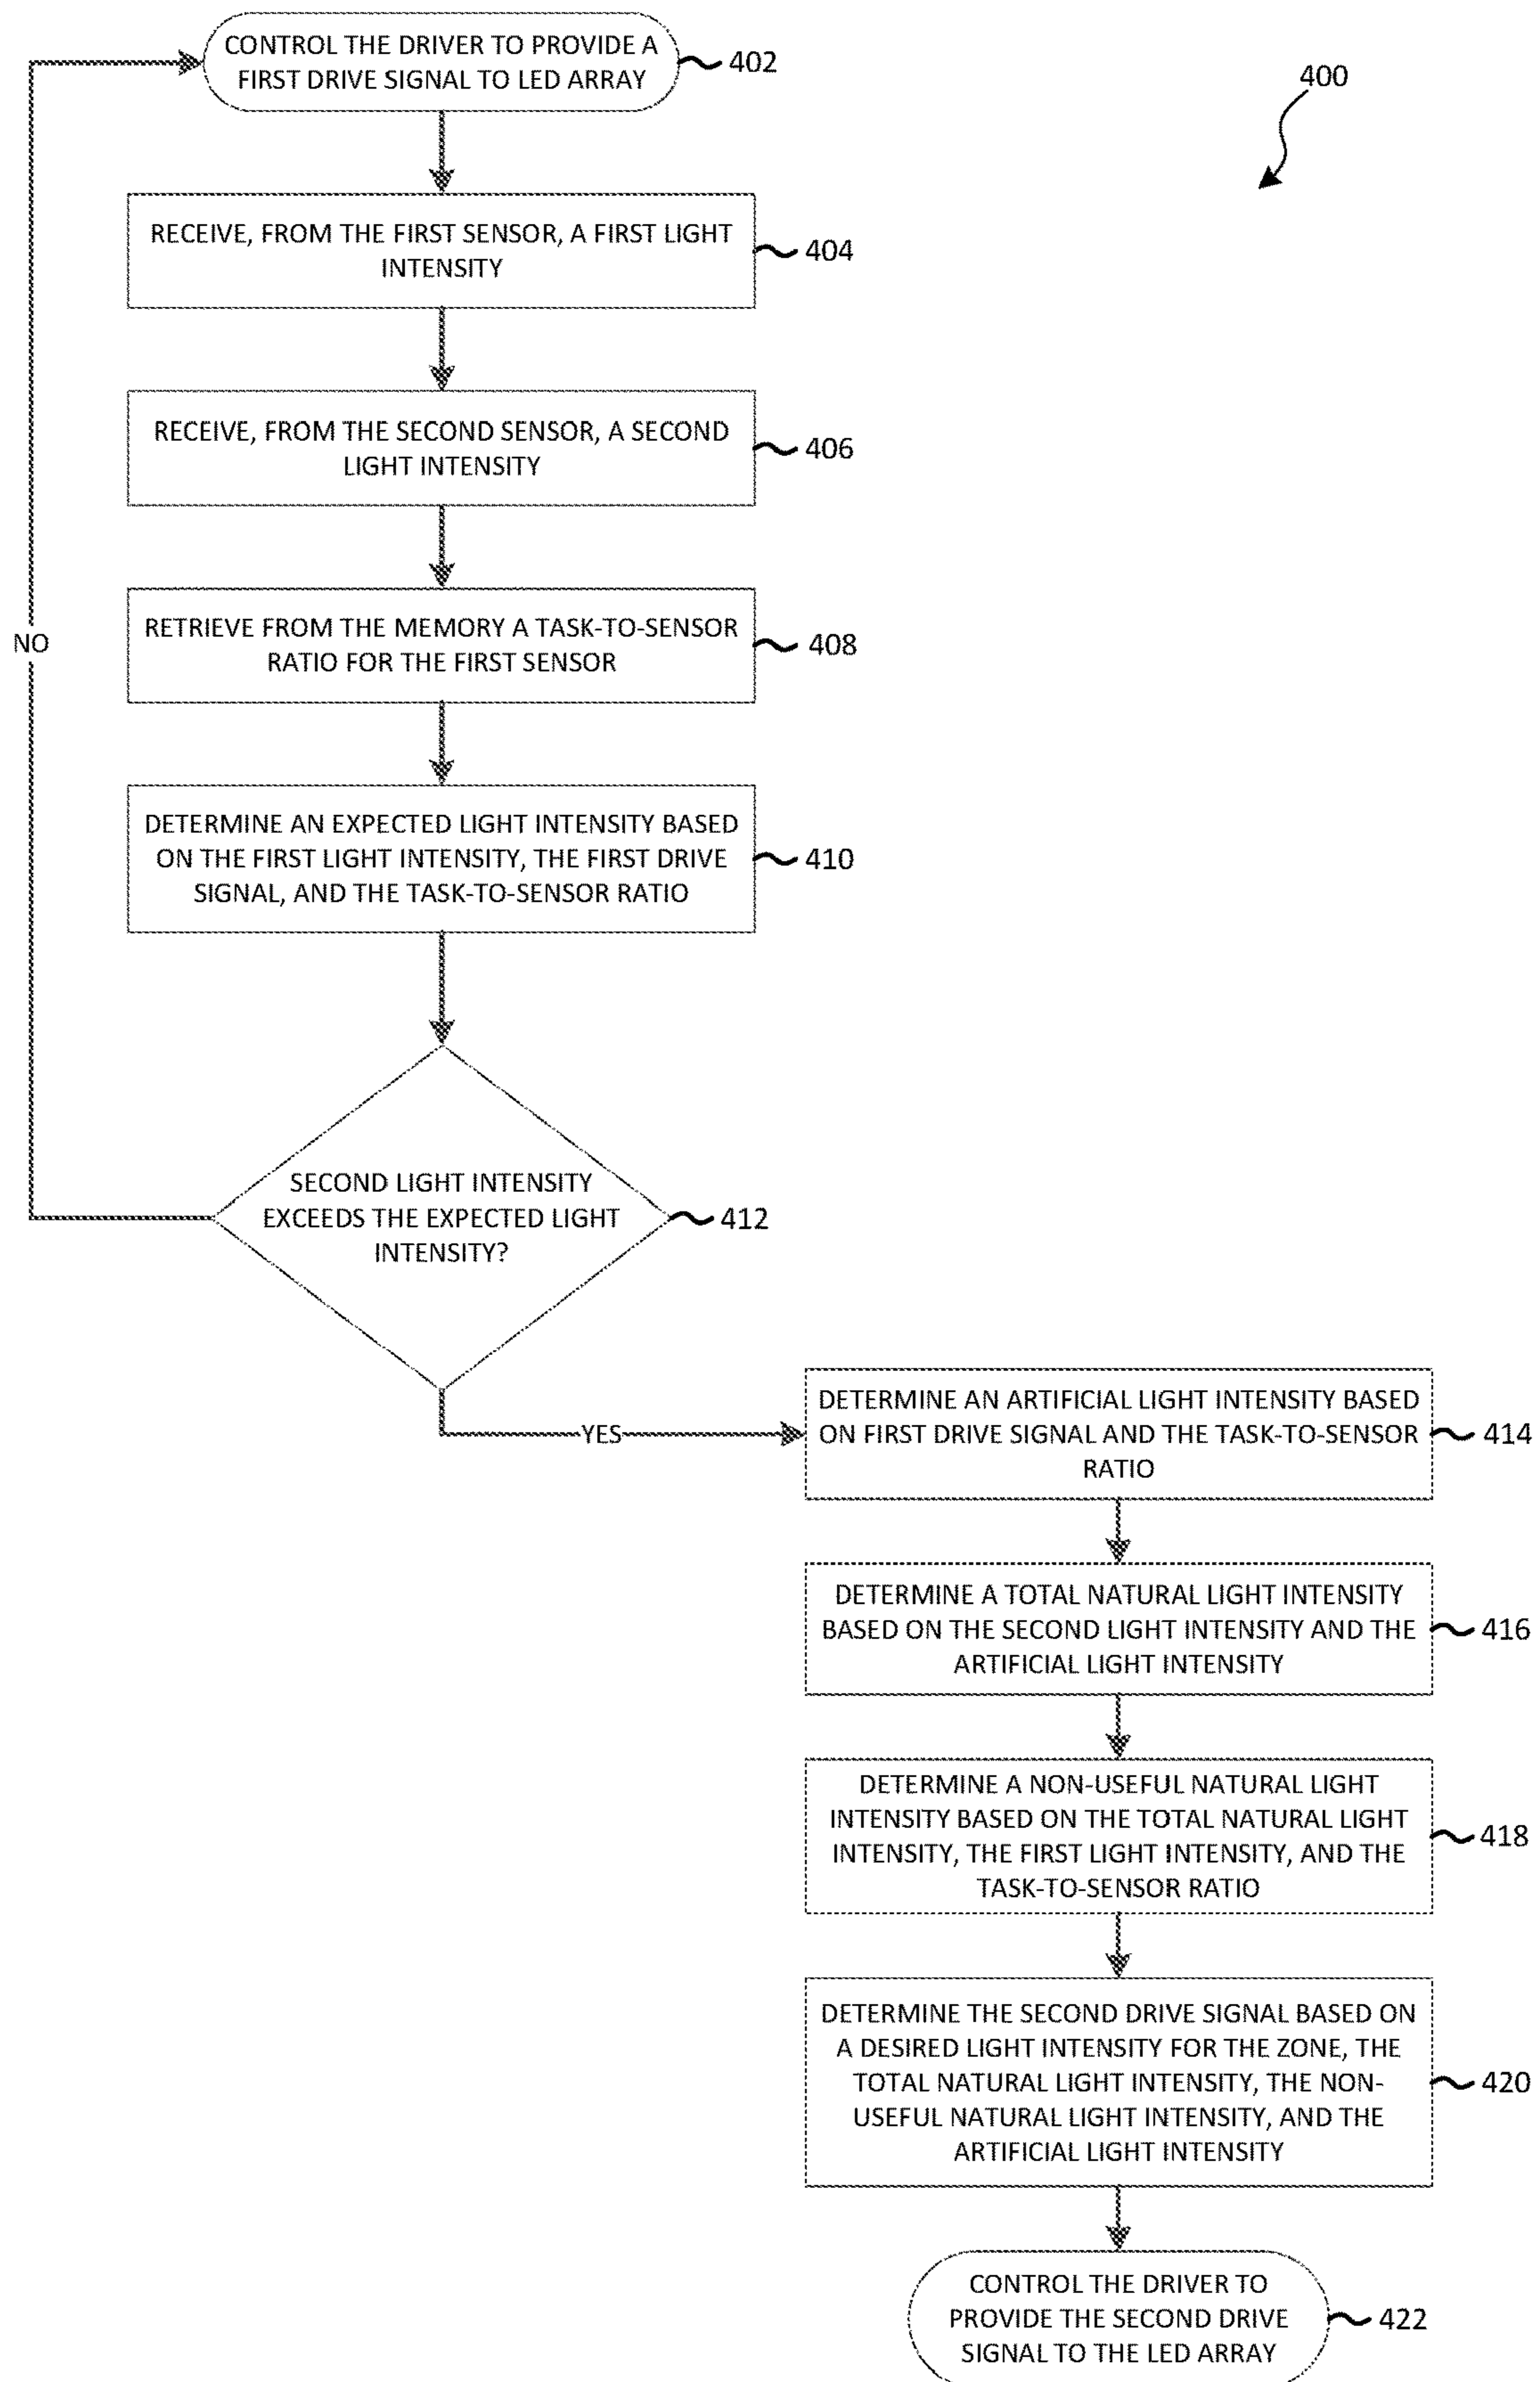 CONTROL THE DRIVER TO PROVIDE A
FIRST DRIVE SIGNAL TO LED ARRAY
402
400
RECEIVE, FROM THE FIRST SENSOR, A FIRST LIGHT
INTENSITY
404
RECEIVE, FROM THE SECOND SENSOR, A SECOND
LIGHT INTENSITY
406
RETRIEVE FROM THE MEMORY A TASK-TO-SENSOR
RATIO FOR THE FIRST SENSOR
408
NO
DETERMINE AN EXPECTED LIGHT INTENSITY BASED
ON THE FIRST LIGHT INTENSITY, THE FIRST DRIVE
SIGNAL, AND THE TASK-TO-SENSOR RATIO
410
SECOND LIGHT INTENSITY
EXCEEDS THE EXPECTED LIGHT
INTENSITY?
412
YES
DETERMINE AN ARTIFICIAL LIGHT INTENSITY BASED
ON FIRST DRIVE SIGNAL AND THE TASK-TO-SENSOR
RATIO
414
DETERMINE A TOTAL NATURAL LIGHT INTENSITY
BASED ON THE SECOND LIGHT INTENSITY AND THE
ARTIFICIAL LIGHT INTENSITY
416
DETERMINE A NON-USEFUL NATURAL LIGHT
INTENSITY BASED ON THE TOTAL NATURAL LIGHT
INTENSITY, THE FIRST LIGHT INTENSITY, AND THE
TASK-TO-SENSOR RATIO
418
DETERMINE THE SECOND DRIVE SIGNAL BASED ON
A DESIRED LIGHT INTENSITY FOR THE ZONE, THE
TOTAL NATURAL LIGHT INTENSITY, THE NON-
USEFUL NATURAL LIGHT INTENSITY, AND THE
ARTIFICIAL LIGHT INTENSITY
420
CONTROL THE DRIVER TO
PROVIDE THE SECOND DRIVE
SIGNAL TO THE LED ARRAY
422